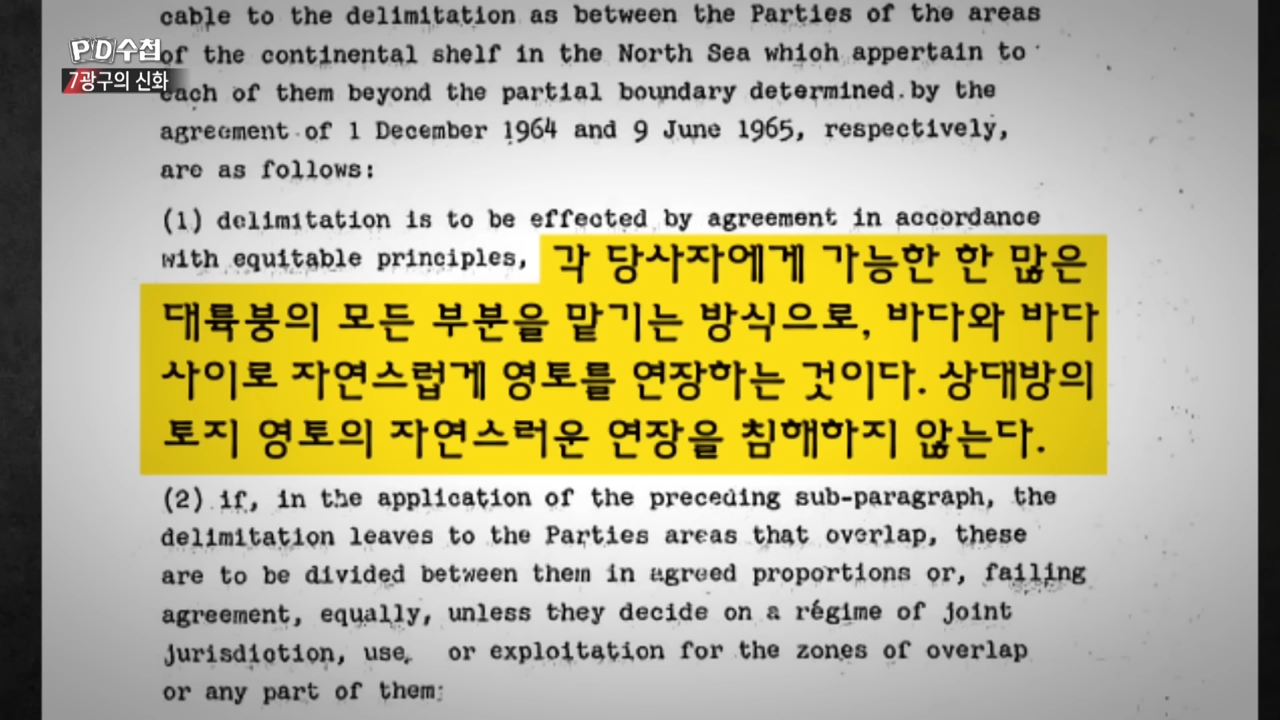 cable to the delimitation as between the Parties of the areas
PD수첩
of the continental shelf in the North Sea which appertain to
7광구의 신화
each of them beyond the partial boundary determined by the
agreement of 1 December 1964 and 9 June 1965, respectively,
are as follows:
(1) delimitation is to be effected by agreement in accordance
with equitable principles, 각 당사자에게 가능한 한 많은
대륙붕의 모든 부분을 맡기는 방식으로, 바다와 바다
사이로 자연스럽게 영토를 연장하는 것이다. 상대방의
토지 영토의 자연스러운 연장을 침해하지 않는다.
(2) if, in the application of the preceding sub-paragraph, the
delimitation leaves to the Parties areas that overlap, these
are to be divided between them in agreed proportions or, failing
agreement, equally, unless they decide on a régime of joint
jurisdiction, use, or exploitation for the zones of overlap
or any part of them;